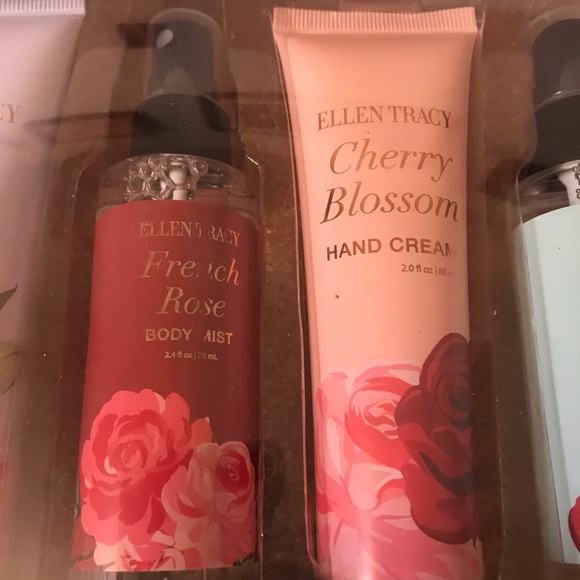 ELLEN TRACY
French
Rose
BODY MIST
2.4 fl oz | 70 mL
ELLEN TRACY
Cherry
Blossom
HAND CREAM
2.0 fl oz | 60